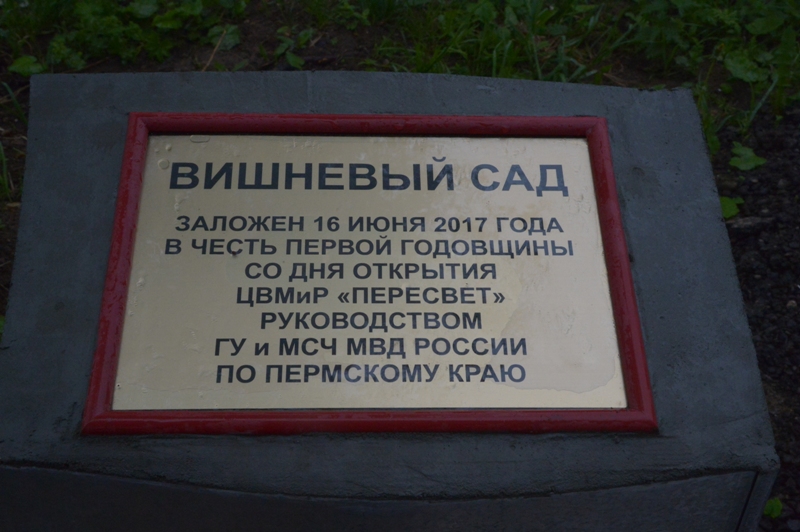 ВИШНЕВЫЙ САД
ЗАЛОЖЕН 16 ИЮНЯ 2017 ГОДА
В ЧЕСТЬ ПЕРВОЙ ГОДОВЩИНЫ
СО ДНЯ ОТКРЫТИЯ
ЦВМиР «ПЕРЕСВЕТ»
РУКОВОДСТВОМ
ГУ и МСЧ МВД РОССИИ
ПО ПЕРМСКОМУ КРАЮ